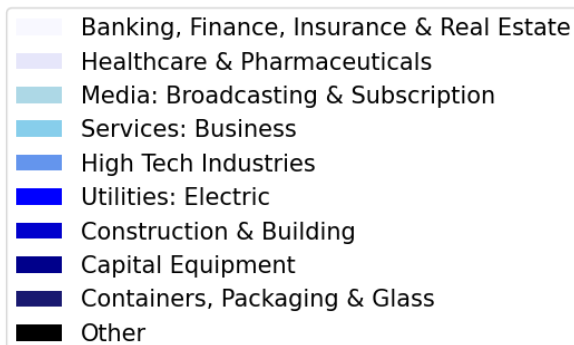 Banking, Finance, Insurance & Real Estate
Healthcare & Pharmaceuticals
Media: Broadcasting & Subscription
Services: Business
High Tech Industries
Utilities: Electric
Construction & Building
Capital Equipment
Containers, Packaging & Glass
Other